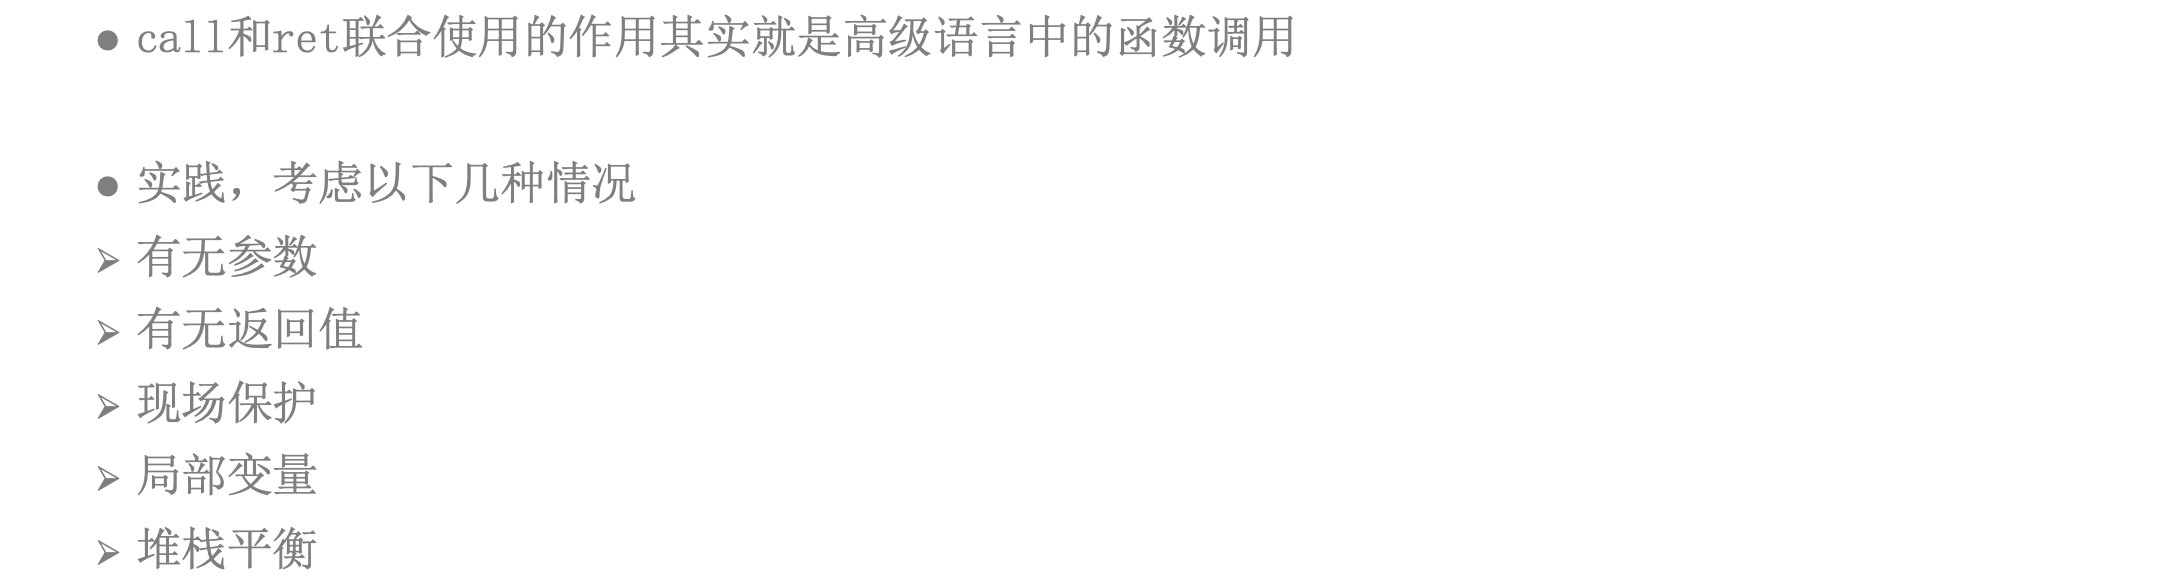 ● call和ret联合使用的作用其实就是高级语言中的函数调用
● 实践，考虑以下几种情况
➢ 有无参数
➢ 有无返回值
➢ 现场保护
➢ 局部变量
➢ 堆栈平衡